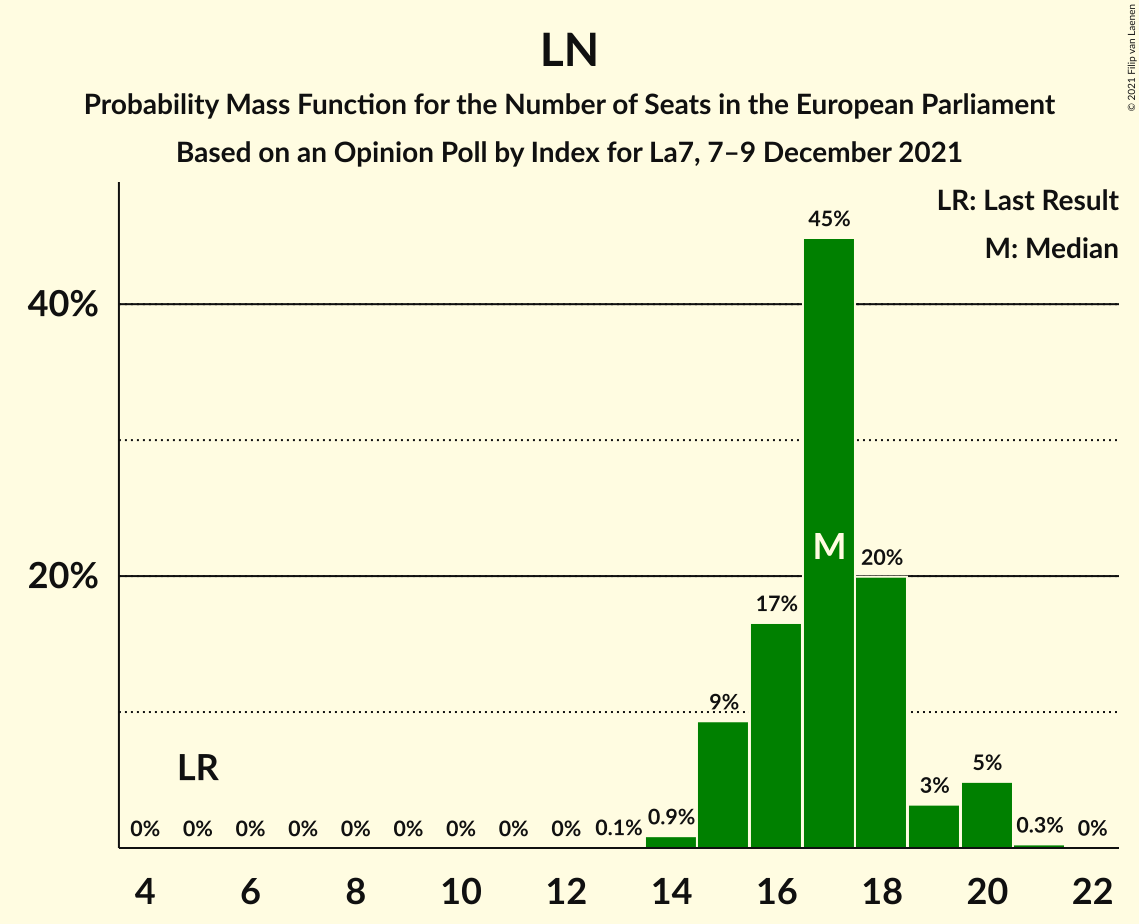 LN
Probability Mass Function for the Number of Seats in the European Parliament
Based on an Opinion Poll by Index for La7, 7–9 December 2021
© 2021 Filip van Laenen
LR: Last Result
M: Median
45%
40%
M
20%
20%
17%
9%
LR
5%
3%
0% 0% 0% 0% 0% 0% 0% 0% 0% 0.1% 0.9% 0.3% 0%
4 6 8 10 12 14 16 18 20 22